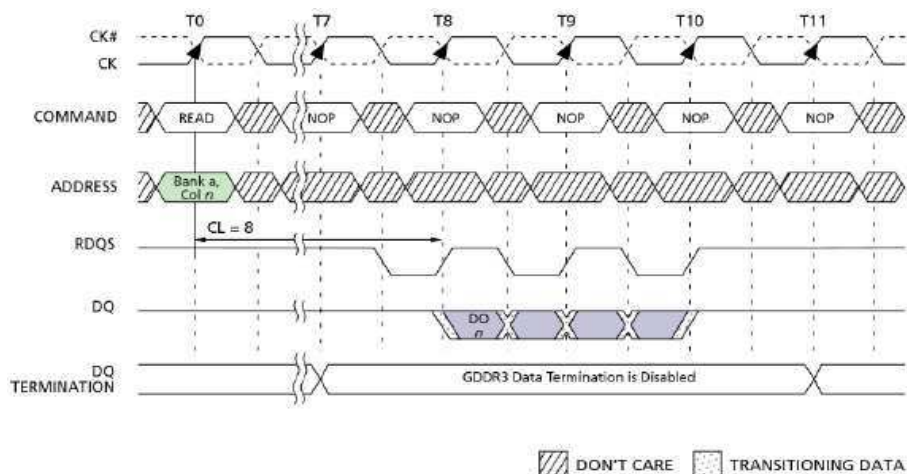 T0 T7 T8 T9 T10 T11
CK#
CK
COMMAND READ NOP NOP NOP NOP NOP
ADDRESS Bank a,
Col n
CL = 8
RDQS
DQ DO
n
DQ
TERMINATION GDDR3 Data Termination is Disabled
DON'T CARE TRANSITIONING DATA